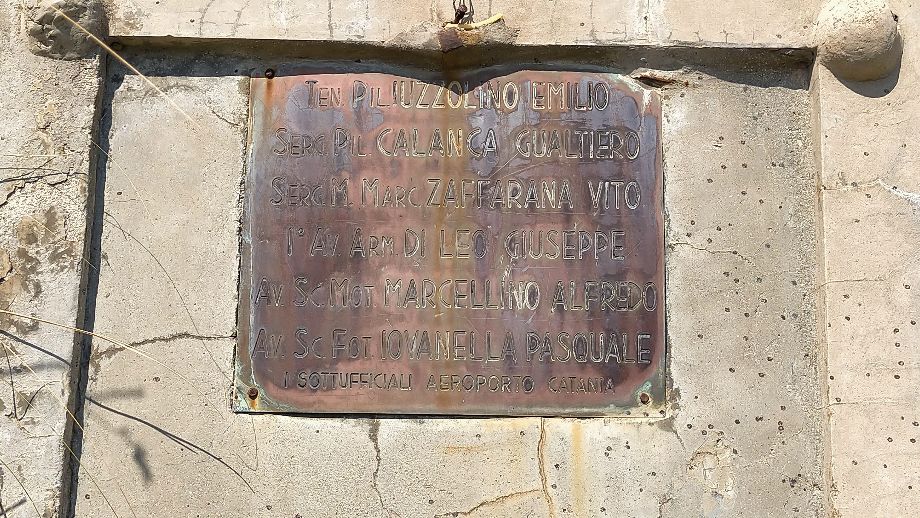 Ten. Pil. IUZZOLINO EMILIO
Serg. Pil. CALANCA GUALTIERO
Serg. M. Marc. ZAFFARANA VITO
1° Av. Arm. DI LEO GIUSEPPE
Av. Sc. Mot. MARCELLINO ALFREDO
Av. Sc. Fot. IOVANELLA PASQUALE
I SOTTUFFICIALI AEROPORTO CATANIA